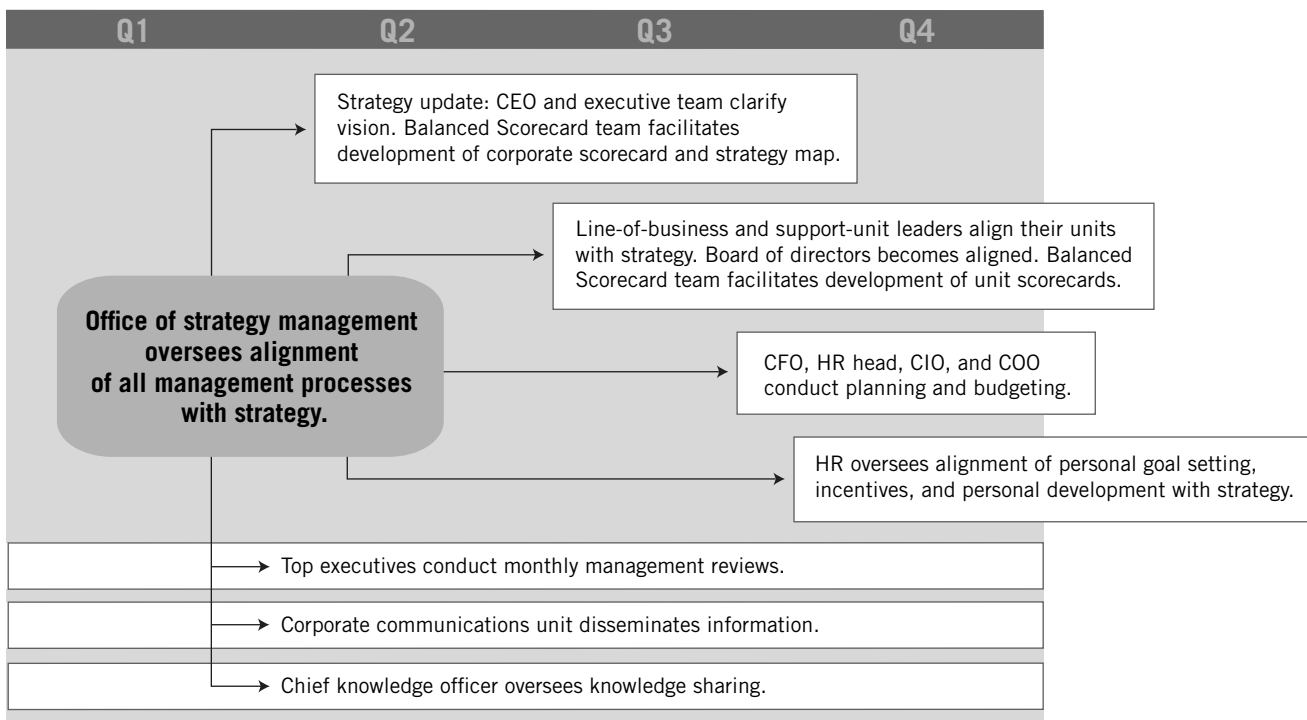 Q1 Q2 Q3 Q4
Strategy update: CEO and executive team clarify
vision. Balanced Scorecard team facilitates
development of corporate scorecard and strategy map.
Line-of-business and support-unit leaders align their units
with strategy. Board of directors becomes aligned. Balanced
Scorecard team facilitates development of unit scorecards.
Office of strategy management
oversees alignment
of all management processes
with strategy.
CFO, HR head, CIO, and COO
conduct planning and budgeting.
HR oversees alignment of personal goal setting,
incentives, and personal development with strategy.
Top executives conduct monthly management reviews.
Corporate communications unit disseminates information.
Chief knowledge officer oversees knowledge sharing.